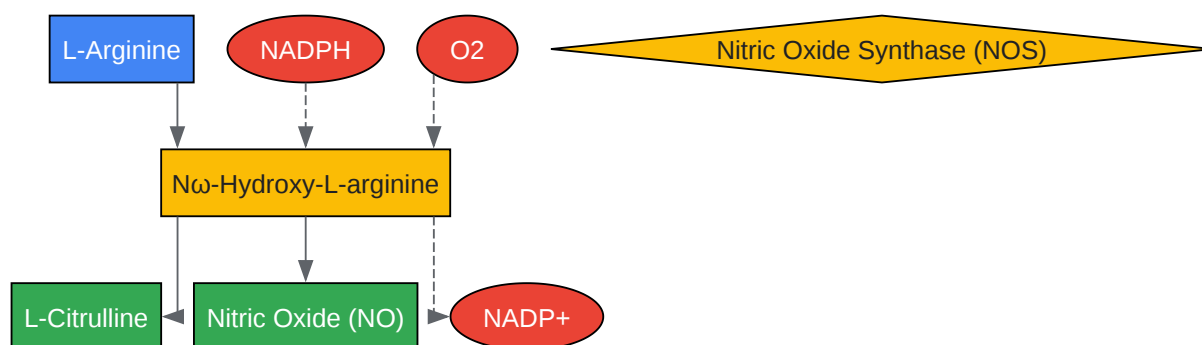 L-Arginine
NADPH
O2
Nitric Oxide Synthase (NOS)
Nω-Hydroxy-L-arginine
L-Citrulline
Nitric Oxide (NO)
NADP+